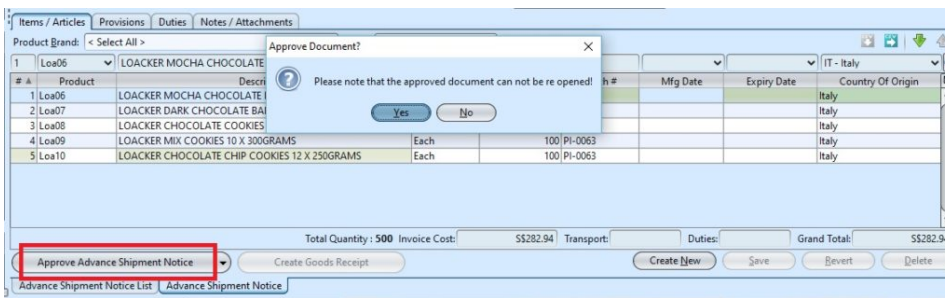 Items / Articles Provisions Duties Notes / Attachments
Product Brand: < Select All >
Approve Document?
1 Loa06 LOACKER MOCHA CHOCOLATE IT - Italy
Please note that the approved document can not be re opened!
# Product Descri h # Mfg Date Expiry Date Country Of Origin
1 Loa06 LOACKER MOCHA CHOCOLATE Italy
2 Loa07 LOACKER DARK CHOCOLATE BA Italy
Yes No
3 Loa08 LOACKER CHOCOLATE COOKIES Italy
4 Loa09 LOACKER MIX COOKIES 10 X 300GRAMS Each 100 PI-0063 Italy
5 Loa10 LOACKER CHOCOLATE CHIP COOKIES 12 X 250GRAMS Each 100 PI-0063 Italy
Total Quantity : 500 Invoice Cost: S$282.94 Transport: Duties: Grand Total: S$282.9
Approve Advance Shipment Notice Create Goods Receipt Create New Save Revert Delete
Advance Shipment Notice List Advance Shipment Notice